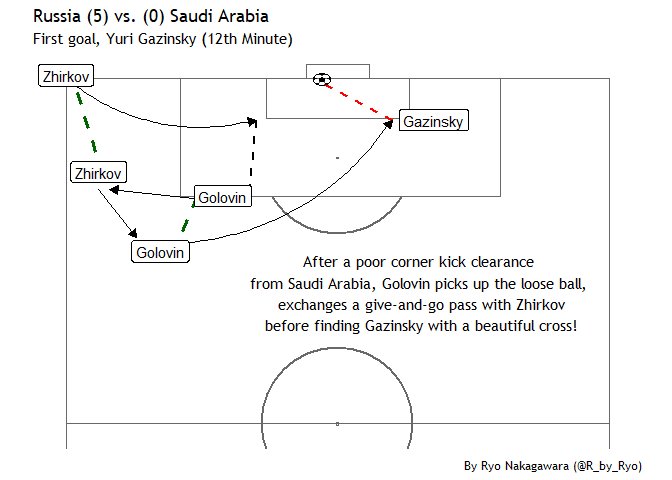 Russia (5) vs. (0) Saudi Arabia
First goal, Yuri Gazinsky (12th Minute)
Zhirkov
Gazinsky
Zhirkov
Golovin
Golovin
After a poor corner kick clearance
from Saudi Arabia, Golovin picks up the loose ball,
exchanges a give-and-go pass with Zhirkov
before finding Gazinsky with a beautiful cross!
By Ryo Nakagawara (@R_by_Ryo)